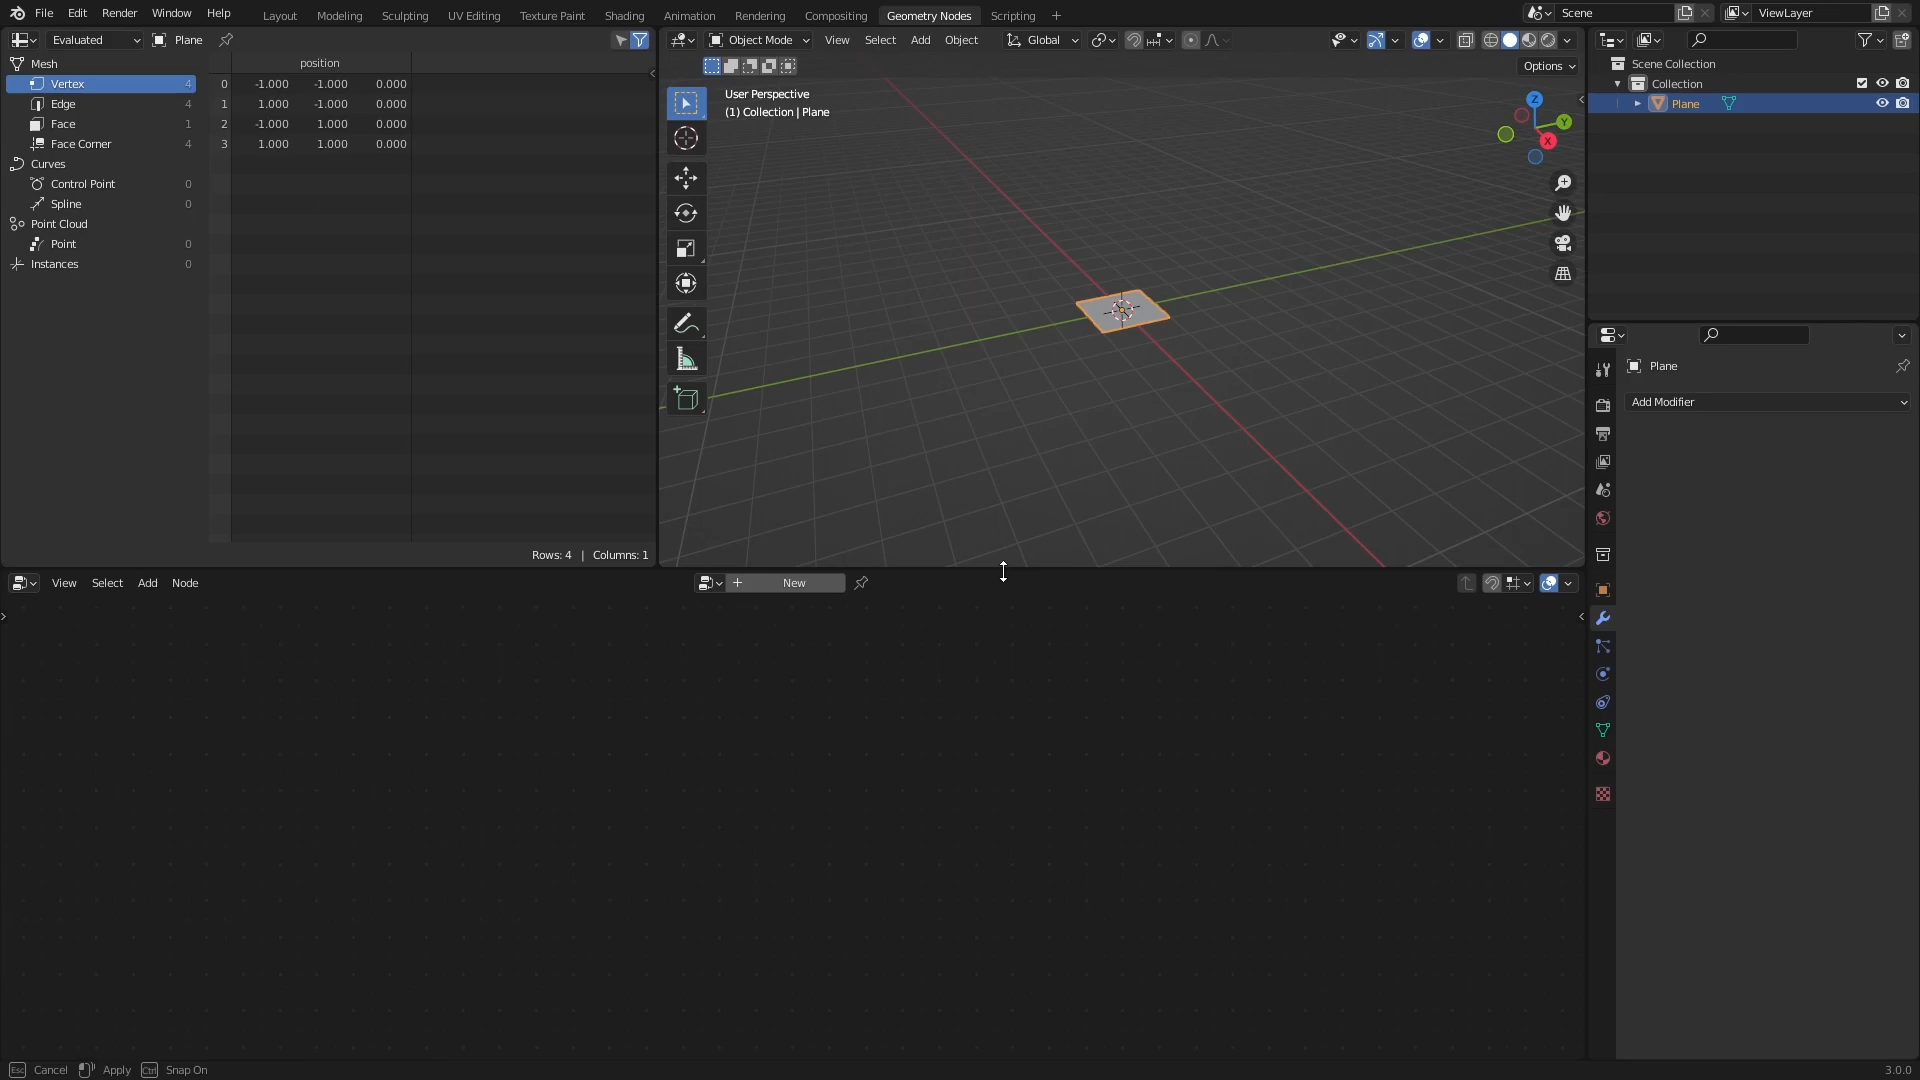 File Edit Render Window Help Layout Modeling Sculpting UV Editing Texture Paint Shading Animation Rendering Compositing Geometry Nodes Scripting + Scene ViewLayer
Evaluated Plane
Object Mode View Select Add Object Global
Options
Mesh
Vertex 4
Edge 4
Face 1
Face Corner 4
Curves
Control Point 0
Spline 0
Point Cloud
Point 0
Instances 0
position
0 -1.000 -1.000 0.000
1 1.000 -1.000 0.000
2 -1.000 1.000 0.000
3 1.000 1.000 0.000
Rows: 4 | Columns: 1
User Perspective
(1) Collection | Plane
Z
Y
X
Scene Collection
Collection
Plane
Plane
Add Modifier
View Select Add Node + New
Esc Cancel Apply Ctrl Snap On 3.0.0